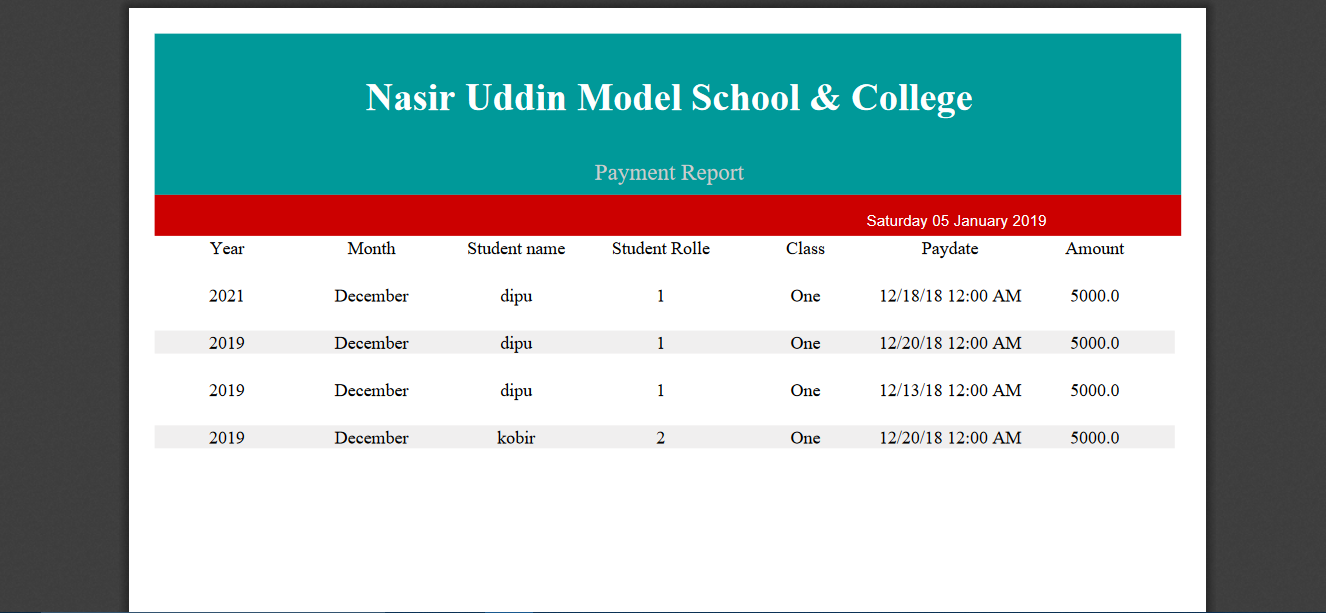 Nasir Uddin Model School & College
Payment Report
Saturday 05 January 2019
Year Month Student name Student Rolle Class Paydate Amount
2021 December dipu 1 One 12/18/18 12:00 AM 5000.0
2019 December dipu 1 One 12/20/18 12:00 AM 5000.0
2019 December dipu 1 One 12/13/18 12:00 AM 5000.0
2019 December kobir 2 One 12/20/18 12:00 AM 5000.0